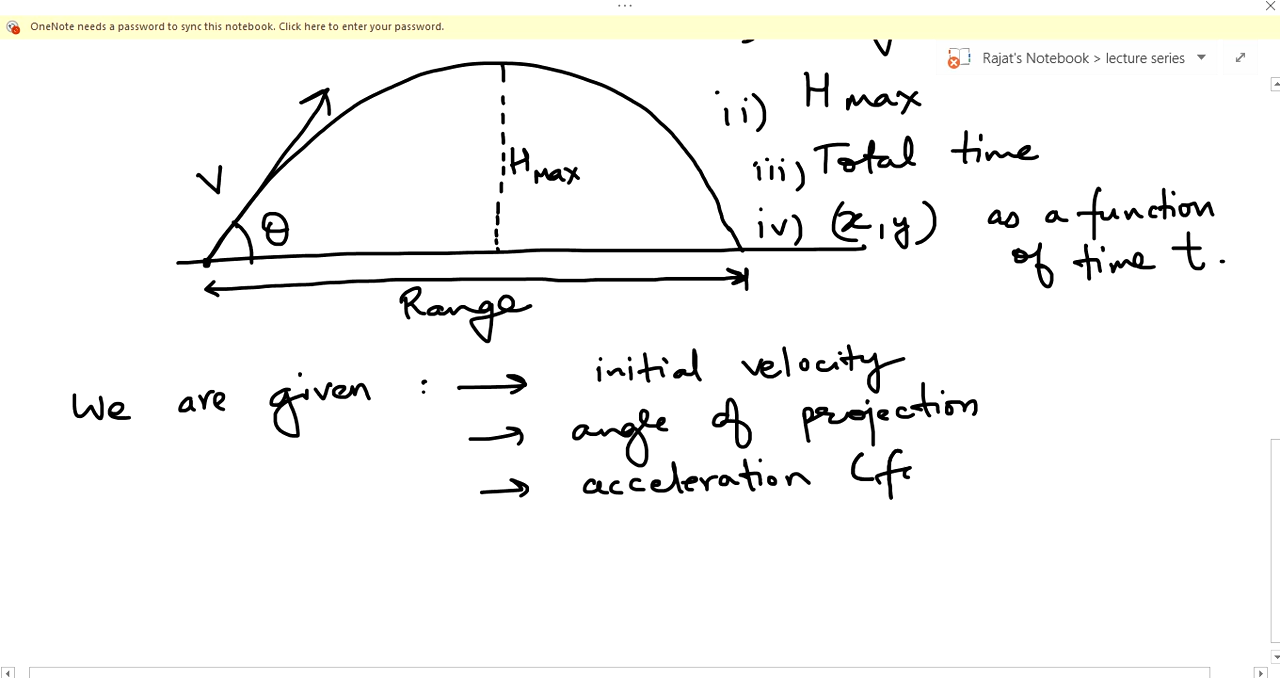 OneNote needs a password to sync this notebook. Click here to enter your password.
Rajat's Notebook > lecture series
ii) H max
iii) Total time
iv) (x, y) as a function
of time t.
V
θ
H max
Range
We are given : → initial velocity
→ angle of projection
→ acceleration